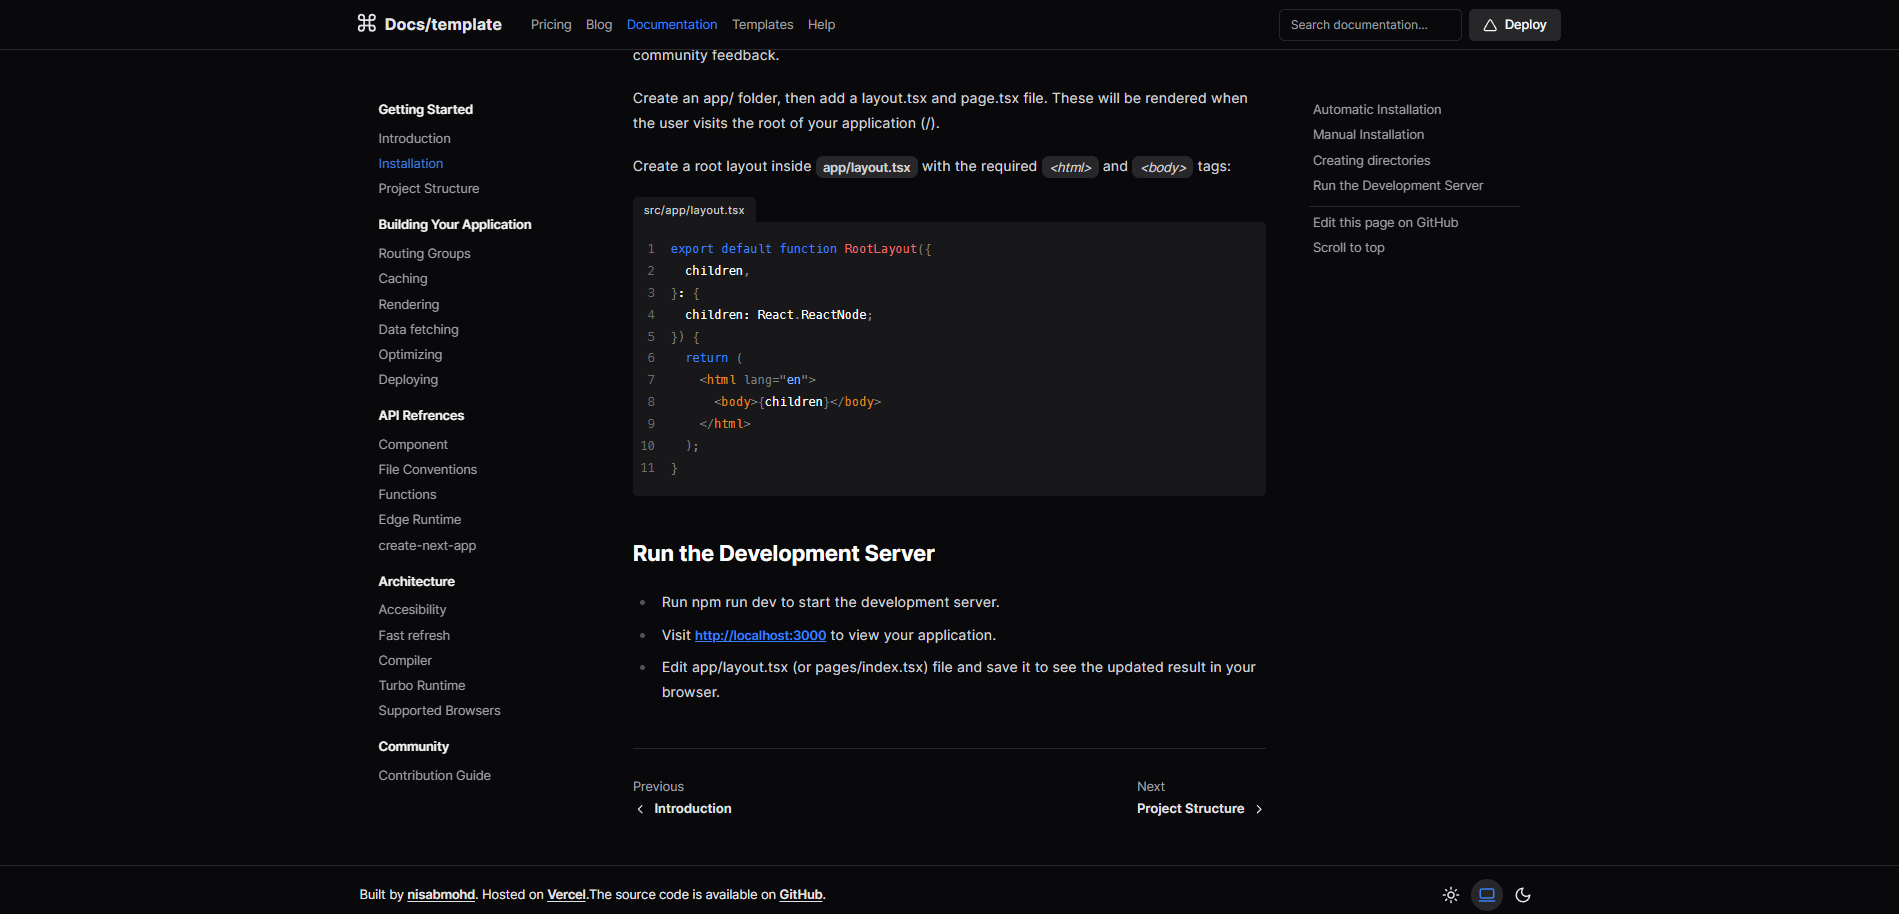 Docs/template
Pricing
Blog
Documentation
Templates
Help
Search documentation...
Deploy
Getting Started
Introduction
Installation
Project Structure
Building Your Application
Routing Groups
Caching
Rendering
Data fetching
Optimizing
Deploying
API Refrences
Component
File Conventions
Functions
Edge Runtime
create-next-app
Architecture
Accesibility
Fast refresh
Compiler
Turbo Runtime
Supported Browsers
Community
Contribution Guide
community feedback.
Create an app/ folder, then add a layout.tsx and page.tsx file. These will be rendered when
the user visits the root of your application (/).
Create a root layout inside app/layout.tsx with the required <html> and <body> tags:
src/app/layout.tsx
1 export default function RootLayout({
2   children,
3 }: {
4   children: React.ReactNode;
5 }) {
6   return (
7     <html lang="en">
8       <body>{children}</body>
9     </html>
10   );
11 }
Run the Development Server
• Run npm run dev to start the development server.
• Visit http://localhost:3000 to view your application.
• Edit app/layout.tsx (or pages/index.tsx) file and save it to see the updated result in your
browser.
Previous
Introduction
Next
Project Structure
Automatic Installation
Manual Installation
Creating directories
Run the Development Server
Edit this page on GitHub
Scroll to top
Built by nisabmohd. Hosted on Vercel.The source code is available on GitHub.